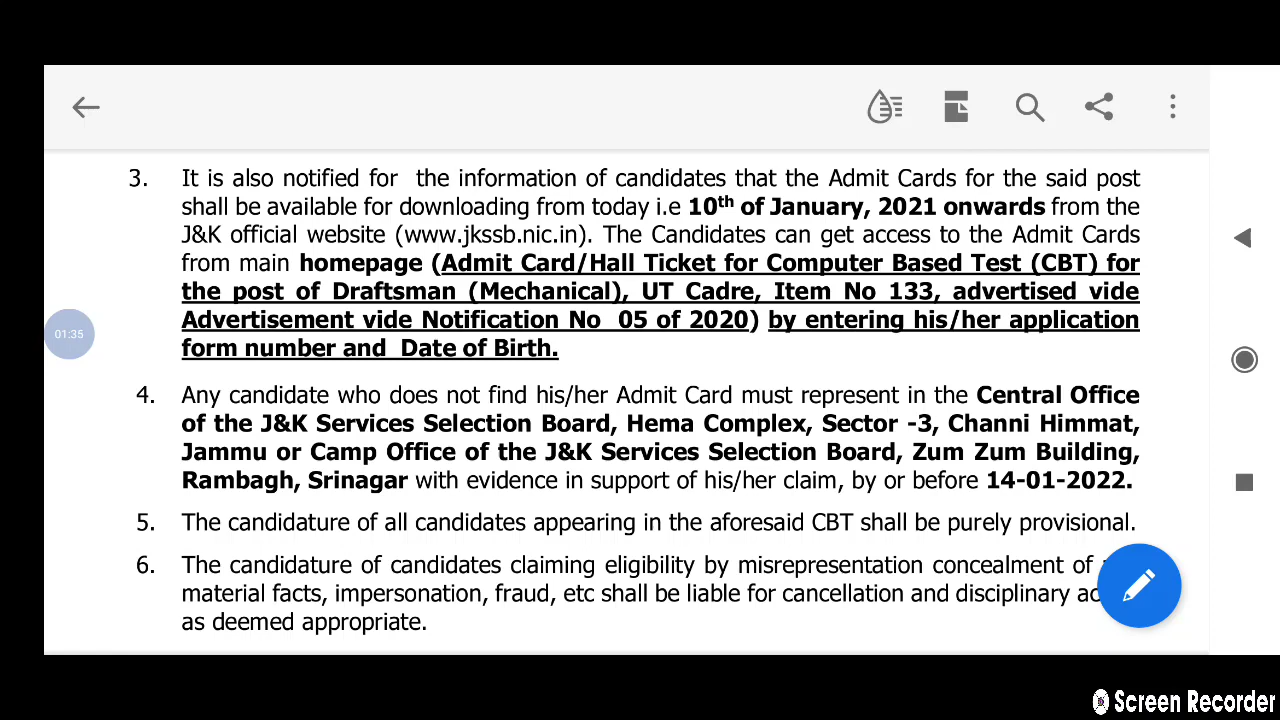 3. It is also notified for the information of candidates that the Admit Cards for the said post
shall be available for downloading from today i.e 10th of January, 2021 onwards from the
J&K official website (www.jkssb.nic.in). The Candidates can get access to the Admit Cards
from main homepage (Admit Card/Hall Ticket for Computer Based Test (CBT) for
the post of Draftsman (Mechanical), UT Cadre, Item No 133, advertised vide
01:35
Advertisement vide Notification No 05 of 2020) by entering his/her application
form number and Date of Birth.
4. Any candidate who does not find his/her Admit Card must represent in the Central Office
of the J&K Services Selection Board, Hema Complex, Sector -3, Channi Himmat,
Jammu or Camp Office of the J&K Services Selection Board, Zum Zum Building,
Rambagh, Srinagar with evidence in support of his/her claim, by or before 14-01-2022.
5. The candidature of all candidates appearing in the aforesaid CBT shall be purely provisional.
6. The candidature of candidates claiming eligibility by misrepresentation concealment of
material facts, impersonation, fraud, etc shall be liable for cancellation and disciplinary
as deemed appropriate.
Screen Recorder